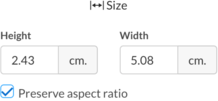 Size
Height Width
2.43 cm. 5.08 cm.
Preserve aspect ratio